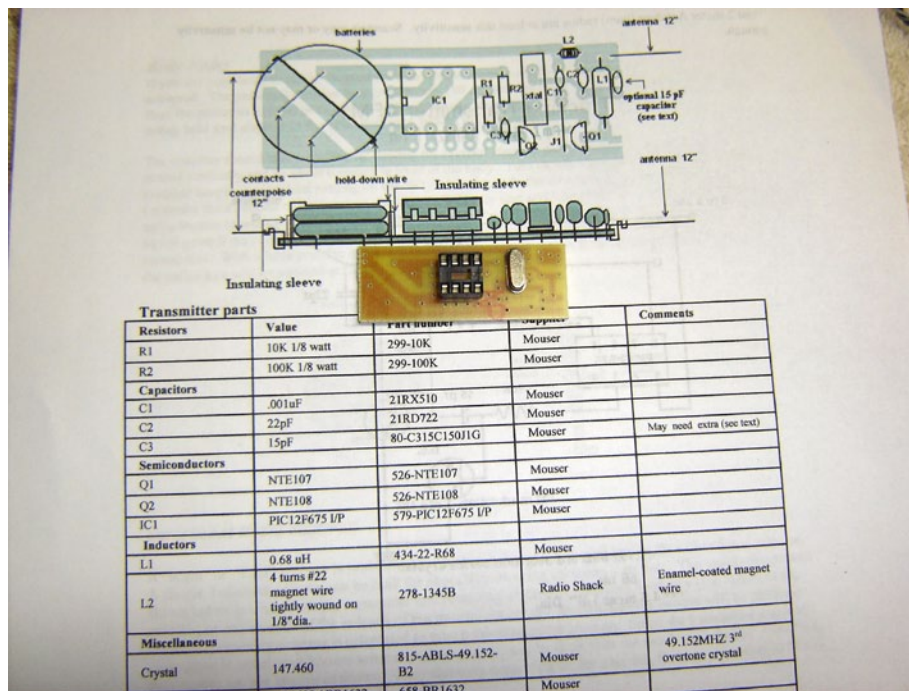 batteries
antenna 12"
L2
R1
R2
xtal
C1
C2
L1
IC1
optional 15 pF
capacitor
(see text)
C3
Q2
J1
Q1
antenna 12"
contacts
hold-down wire
counterpoise
12"
Insulating sleeve
Insulating sleeve
Transmitter parts
Resistors Value Part number Supplier Comments
R1 10K 1/8 watt 299-10K Mouser
R2 100K 1/8 watt 299-100K Mouser
Capacitors
C1 .001uF 21RX510 Mouser
C2 22pF 21RD722 Mouser
C3 15pF 80-C315C150J1G Mouser May need extra (see text)
Semiconductors
Q1 NTE107 526-NTE107 Mouser
Q2 NTE108 526-NTE108 Mouser
IC1 PIC12F675 I/P 579-PIC12F675 I/P Mouser
Inductors
L1 0.68 uH 434-22-R68 Mouser
L2 4 turns #22
magnet wire
tightly wound on
1/8"dia. 278-1345B Radio Shack Enamel-coated magnet
wire
Miscellaneous
Crystal 147.460 815-ABLS-49.152-
B2 Mouser 49.152MHZ 3rd
overtone crystal
658-BR1632 Mouser